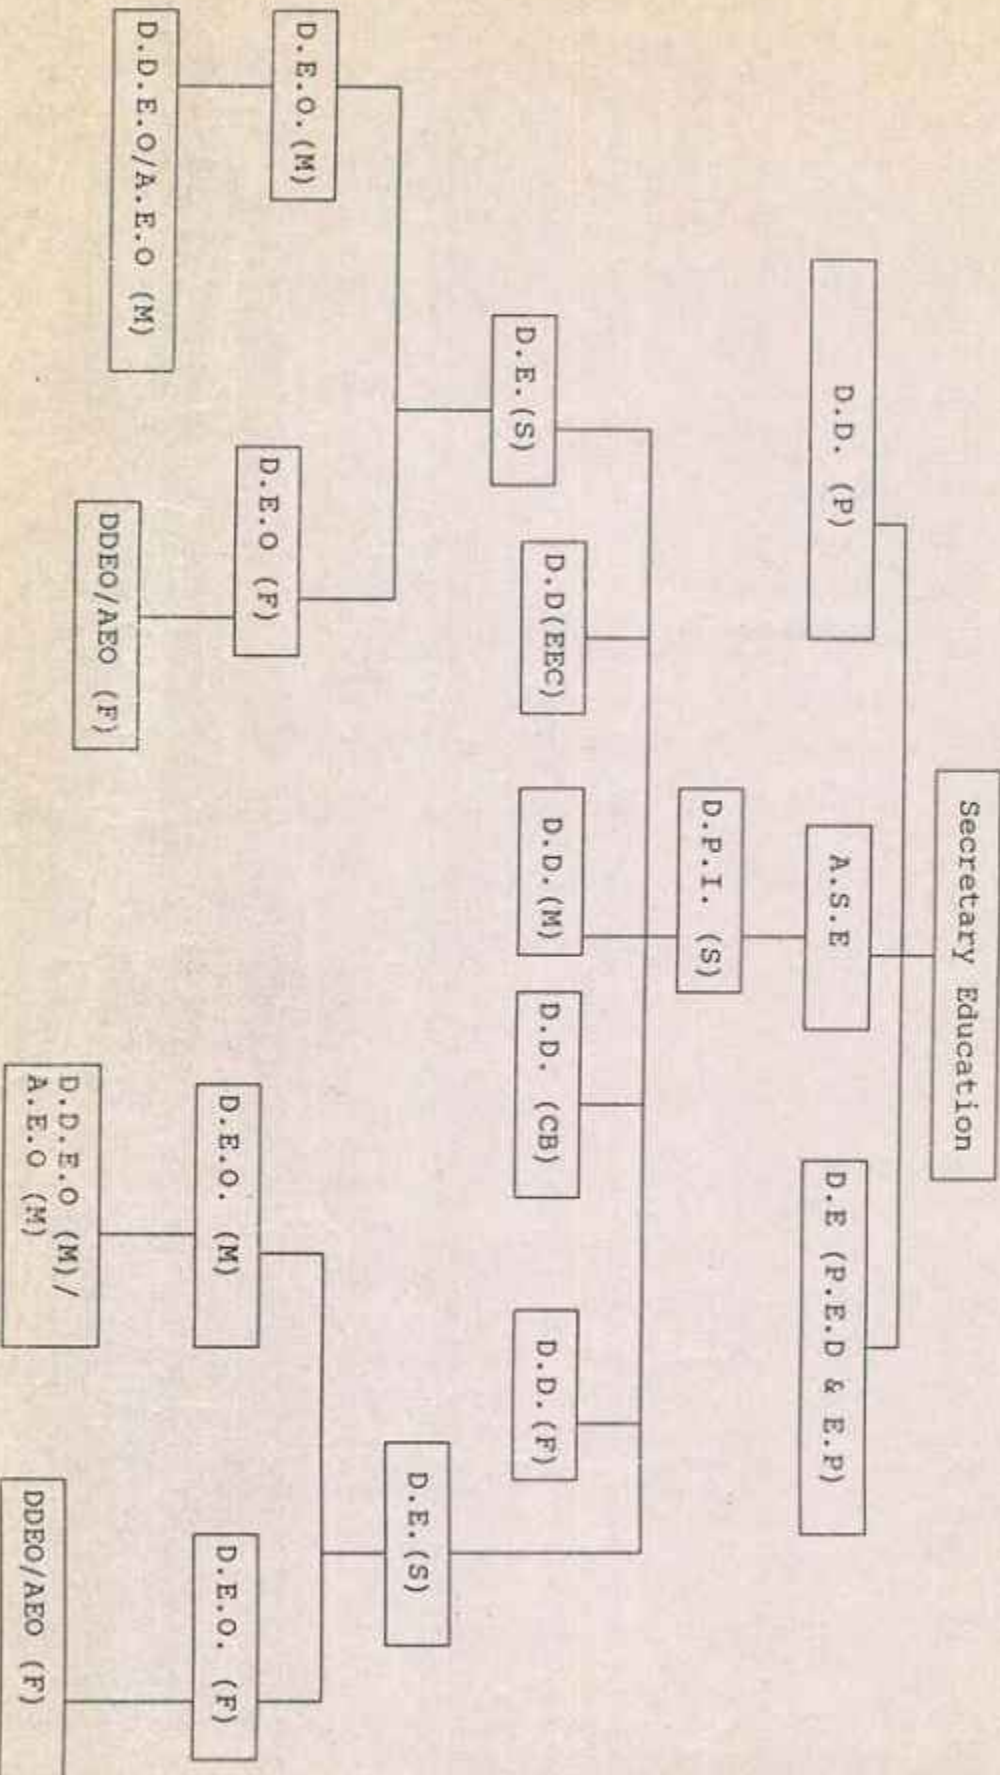 Secretary Education
D.D. (P)
A.S.E
D.E (P.E.D & E.P)
D.P.I. (S)
D.E.(S)
D.D(EEC)
D.D.(M)
D.D. (CB)
D.D.(F)
D.E.(S)
D.E.O.(M)
D.E.O (F)
D.E.O. (M)
D.E.O. (F)
D.D.E.O/A.E.O (M)
DDEO/AEO (F)
D.D.E.O (M)/
A.E.O (M)
DDEO/AEO (F)